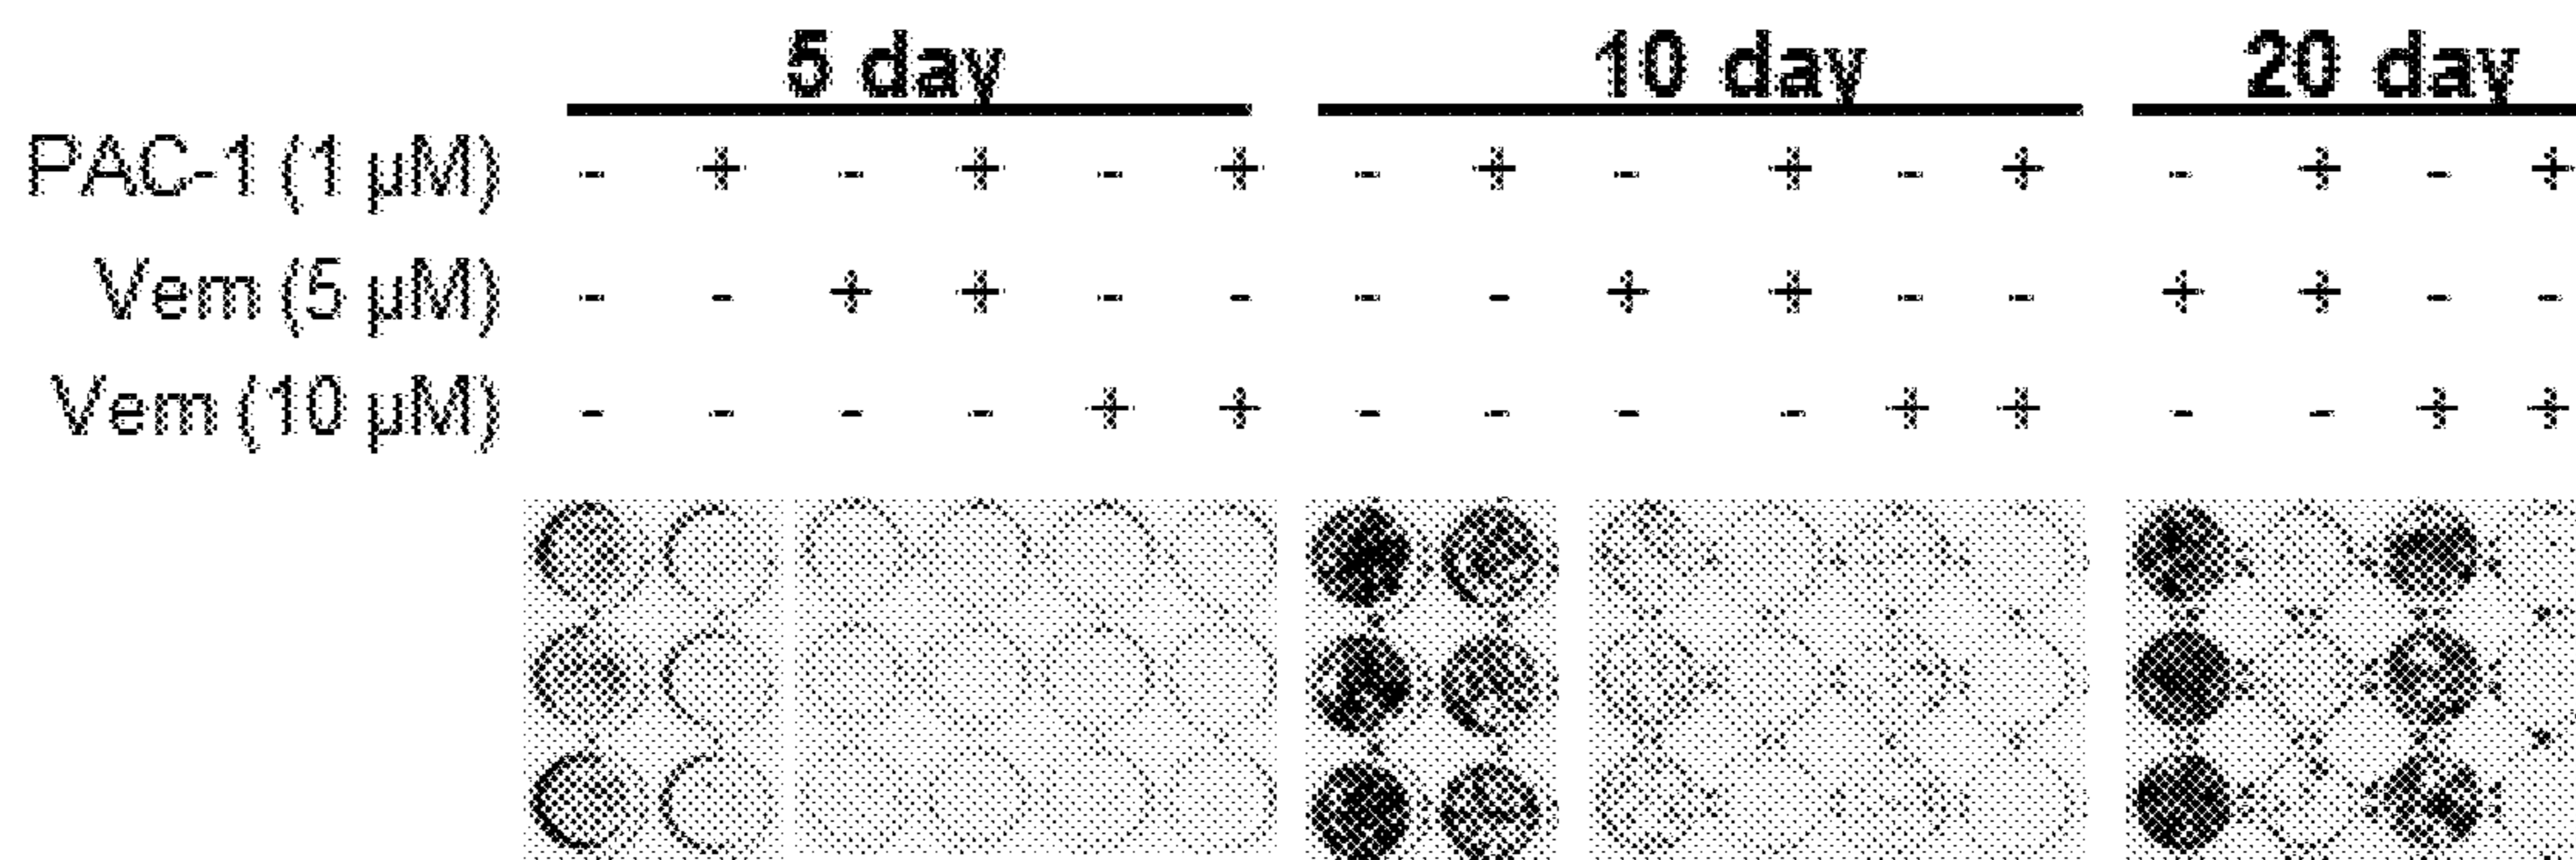 5 day 10 day 20 day
PAC-1 (1 µM) - + - + - + - + - + - + - + - +
Vem (5 µM) - - + + - - - - + + - - + + - -
Vem (10 µM) - - - - + + - - - - + + - - + +